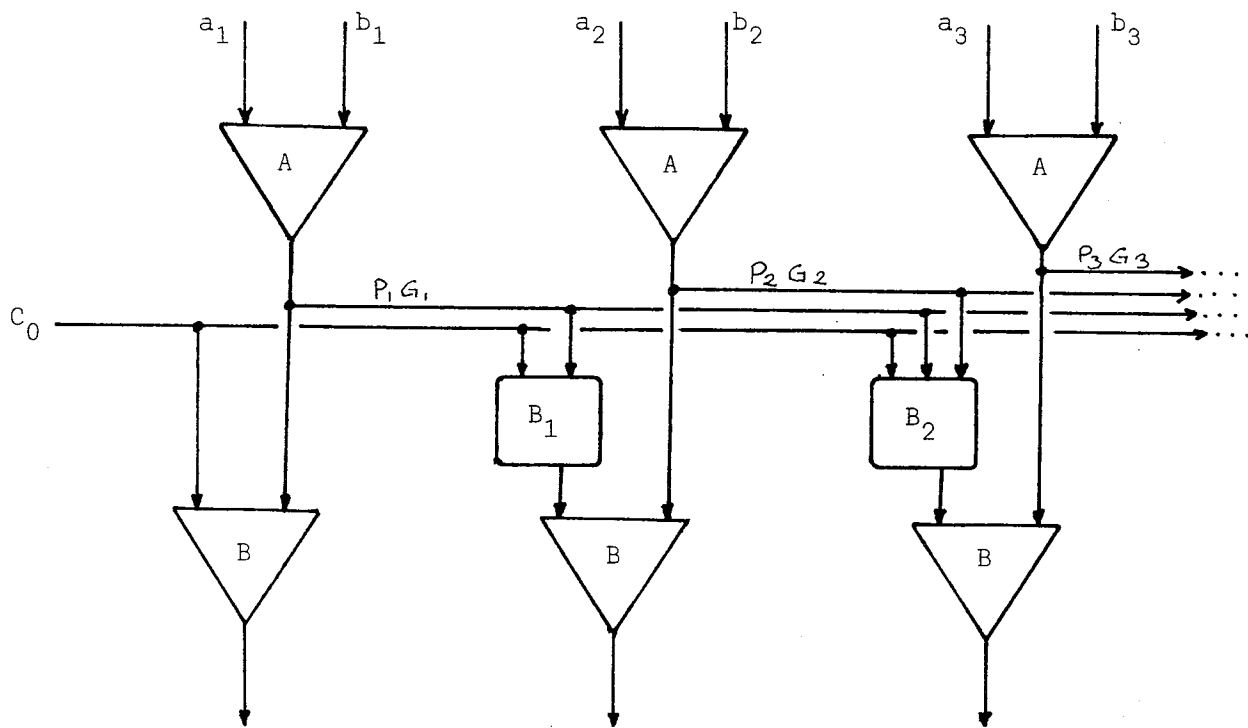 a₁ b₁ a₂ b₂ a₃ b₃
A A A
P₃ G₃
P₁ G₁ P₂ G₂
C₀
B₁ B₂
B B B